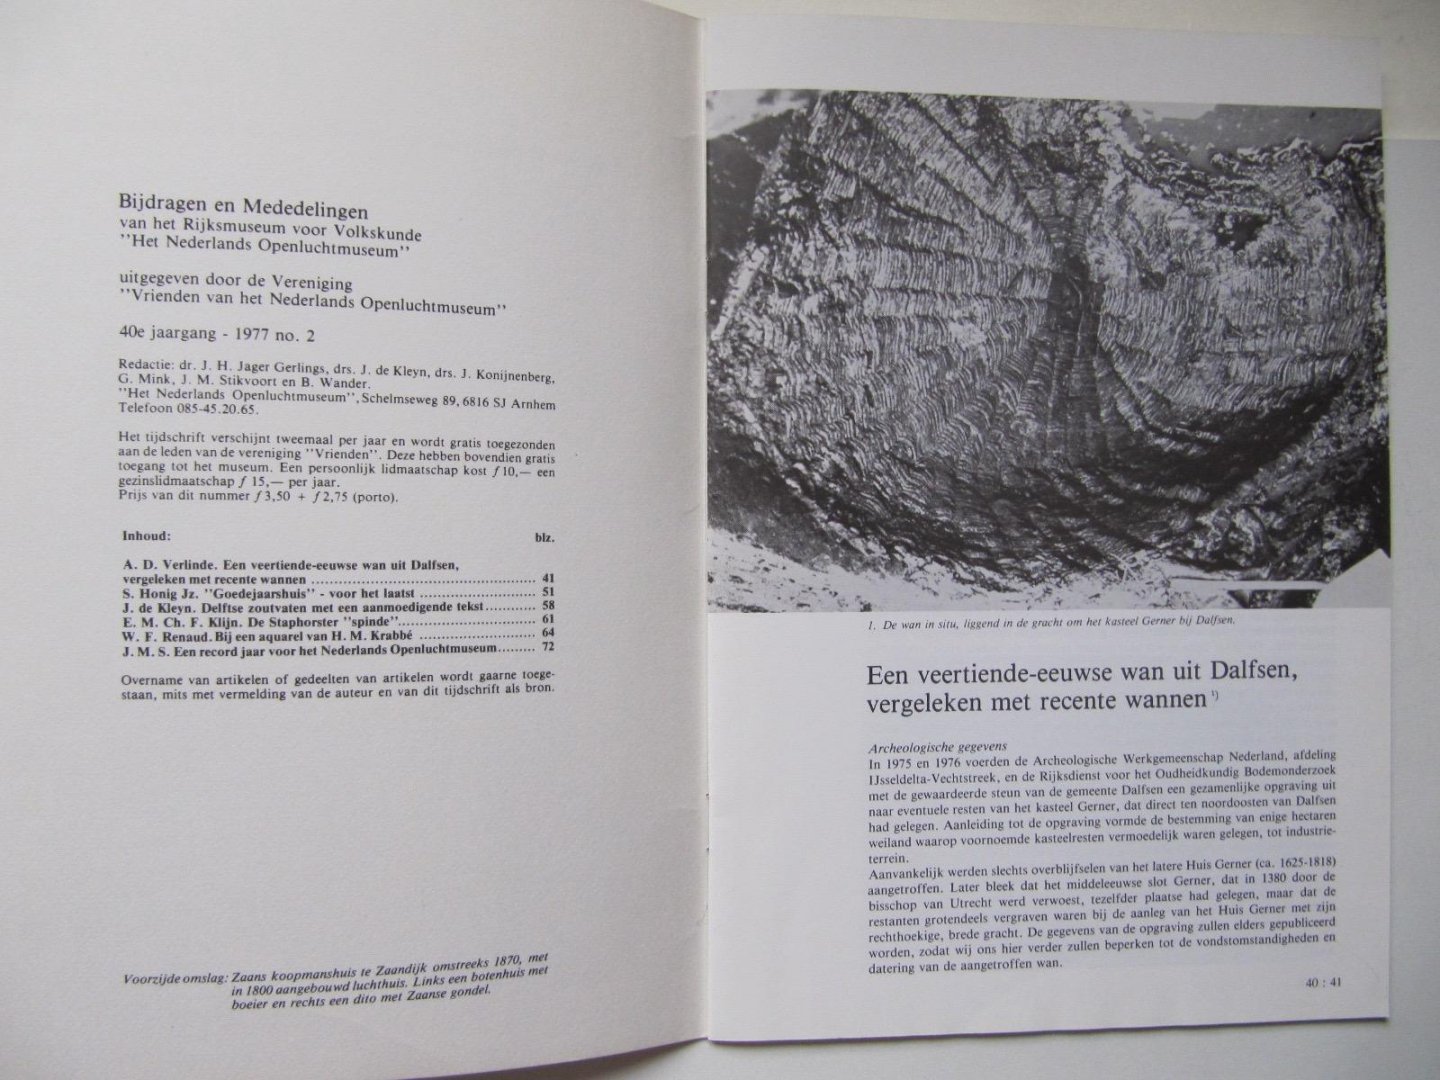 Bijdragen en Mededelingen
van het Rijksmuseum voor Volkskunde
''Het Nederlands Openluchtmuseum''
uitgegeven door de Vereniging
''Vrienden van het Nederlands Openluchtmuseum''
40e jaargang - 1977 no. 2
Redactie: dr. J. H. Jager Gerlings, drs. J. de Kleyn, drs. J. Konijnenberg,
G. Mink, J. M. Stikvoort en B. Wander.
''Het Nederlands Openluchtmuseum'', Schelmseweg 89, 6816 SJ Arnhem
Telefoon 085-45.20.65.
Het tijdschrift verschijnt tweemaal per jaar en wordt gratis toegezonden
aan de leden van de vereniging ''Vrienden''. Deze hebben bovendien gratis
toegang tot het museum. Een persoonlijk lidmaatschap kost ƒ 10,— een
gezinslidmaatschap ƒ 15,— per jaar.
Prijs van dit nummer ƒ 3,50 + ƒ 2,75 (porto).
Inhoud: blz.
A. D. Verlinde. Een veertiende-eeuwse wan uit Dalfsen,
vergeleken met recente wannen ................ 41
S. Honig Jz. ''Goedejaarshuis'' - voor het laatst ................ 51
J. de Kleyn. Delftse zoutvaten met een aanmoedigende tekst ............ 58
E. M. Ch. F. Klijn. De Staphorster ''spinde''................ 61
W. F. Renaud. Bij een aquarel van H. M. Krabbé ................ 64
J. M. S. Een record jaar voor het Nederlands Openluchtmuseum......... 72
Overname van artikelen of gedeelten van artikelen wordt gaarne toege-
staan, mits met vermelding van de auteur en van dit tijdschrift als bron.
Voorzijde omslag: Zaans koopmanshuis te Zaandijk omstreeks 1870, met
in 1800 aangebouwd luchthuis. Links een botenhuis met
boeier en rechts een dito met Zaanse gondel.
1. De wan in situ, liggend in de gracht om het kasteel Gerner bij Dalfsen.
Een veertiende-eeuwse wan uit Dalfsen,
vergeleken met recente wannen ¹)
Archeologische gegevens
In 1975 en 1976 voerden de Archeologische Werkgemeenschap Nederland, afdeling
IJsseldelta-Vechtstreek, en de Rijksdienst voor het Oudheidkundig Bodemonderzoek
met de gewaardeerde steun van de gemeente Dalfsen een gezamenlijke opgraving uit
naar eventuele resten van het kasteel Gerner, dat direct ten noordoosten van Dalfsen
had gelegen. Aanleiding tot de opgraving vormde de bestemming van enige hectaren
weiland waarop voornoemde kasteelresten vermoedelijk waren gelegen, tot industrie-
terrein.
Aanvankelijk werden slechts overblijfselen van het latere Huis Gerner (ca. 1625-1818)
aangetroffen. Later bleek dat het middeleeuwse slot Gerner, dat in 1380 door de
bisschop van Utrecht werd verwoest, tezelfder plaatse had gelegen, maar dat de
restanten grotendeels vergraven waren bij de aanleg van het Huis Gerner met zijn
rechthoekige, brede gracht. De gegevens van de opgraving zullen elders gepubliceerd
worden, zodat wij ons hier verder zullen beperken tot de vondstomstandigheden en
datering van de aangetroffen wan.
40 : 41